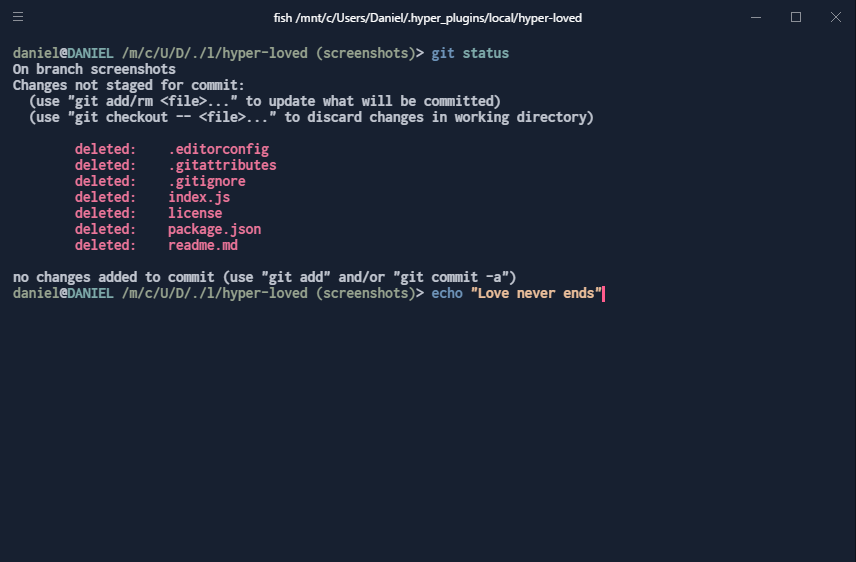 fish /mnt/c/Users/Daniel/.hyper_plugins/local/hyper-loved
daniel@DANIEL /m/c/U/D/./l/hyper-loved (screenshots)> git status
On branch screenshots
Changes not staged for commit:
  (use "git add/rm <file>..." to update what will be committed)
  (use "git checkout -- <file>..." to discard changes in working directory)
        deleted:    .editorconfig
        deleted:    .gitattributes
        deleted:    .gitignore
        deleted:    index.js
        deleted:    license
        deleted:    package.json
        deleted:    readme.md
no changes added to commit (use "git add" and/or "git commit -a")
daniel@DANIEL /m/c/U/D/./l/hyper-loved (screenshots)> echo "Love never ends"